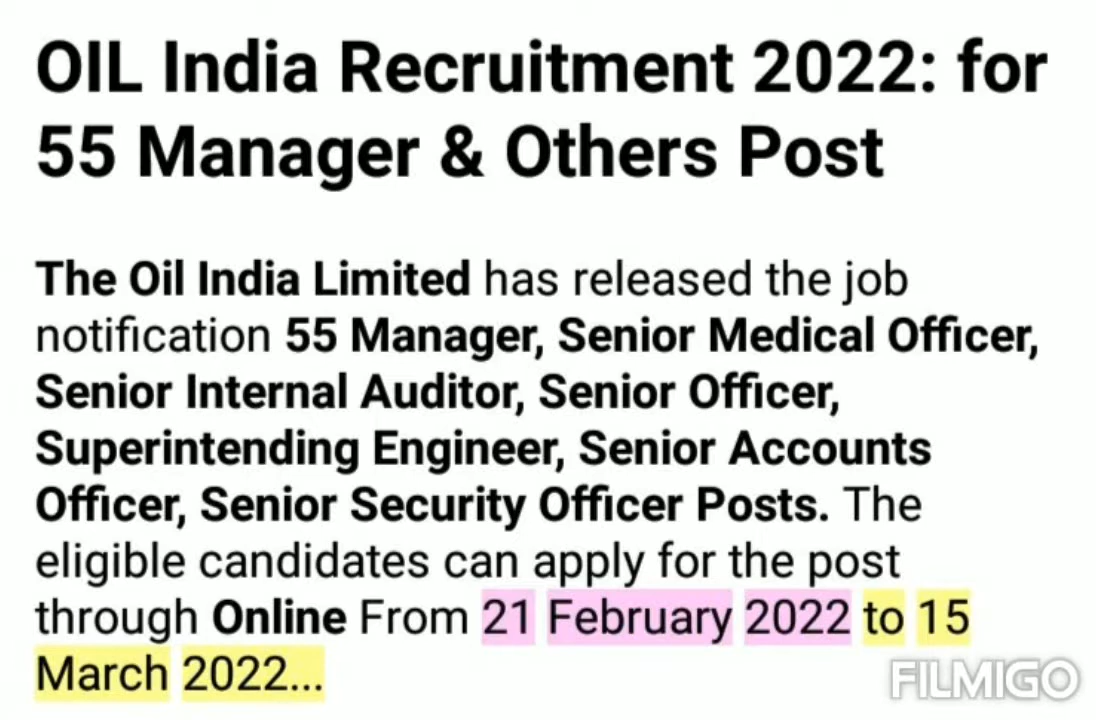 OIL India Recruitment 2022: for
55 Manager & Others Post
The Oil India Limited has released the job
notification 55 Manager, Senior Medical Officer,
Senior Internal Auditor, Senior Officer,
Superintending Engineer, Senior Accounts
Officer, Senior Security Officer Posts. The
eligible candidates can apply for the post
through Online From 21 February 2022 to 15
March 2022...
FILMIGO